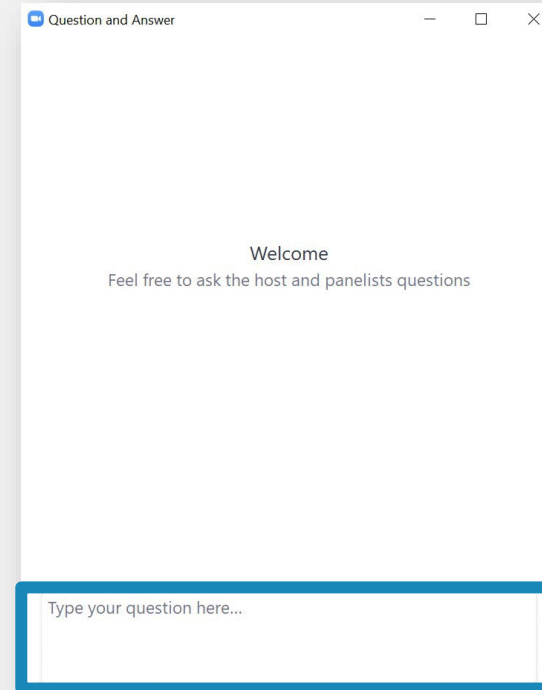 Question and Answer
Welcome
Feel free to ask the host and panelists questions
Type your question here...